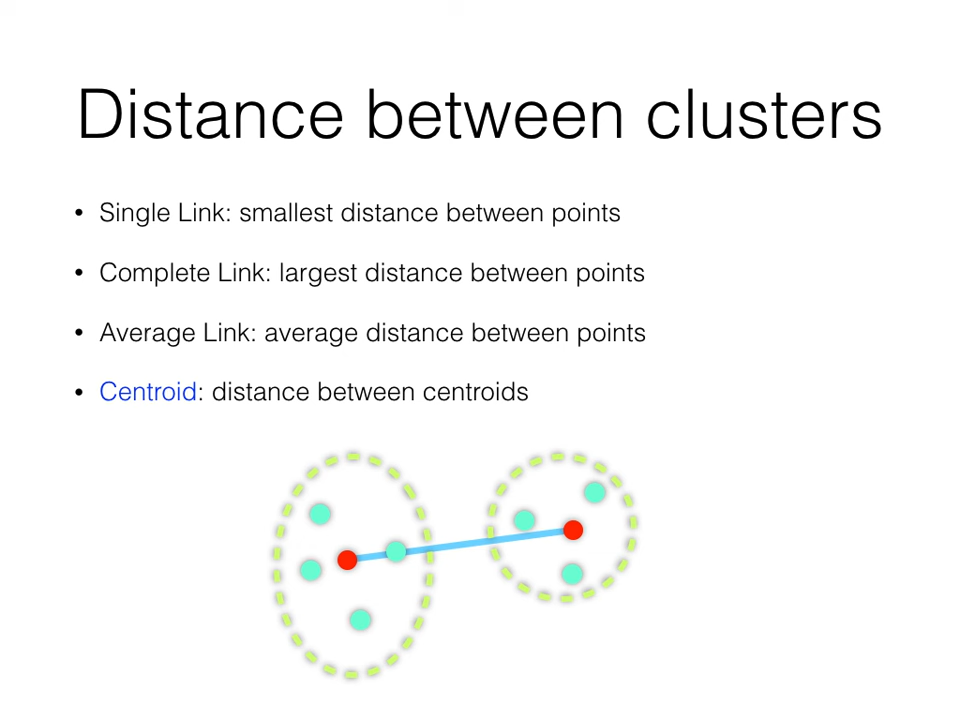 Distance between clusters
• Single Link: smallest distance between points
• Complete Link: largest distance between points
• Average Link: average distance between points
• Centroid: distance between centroids